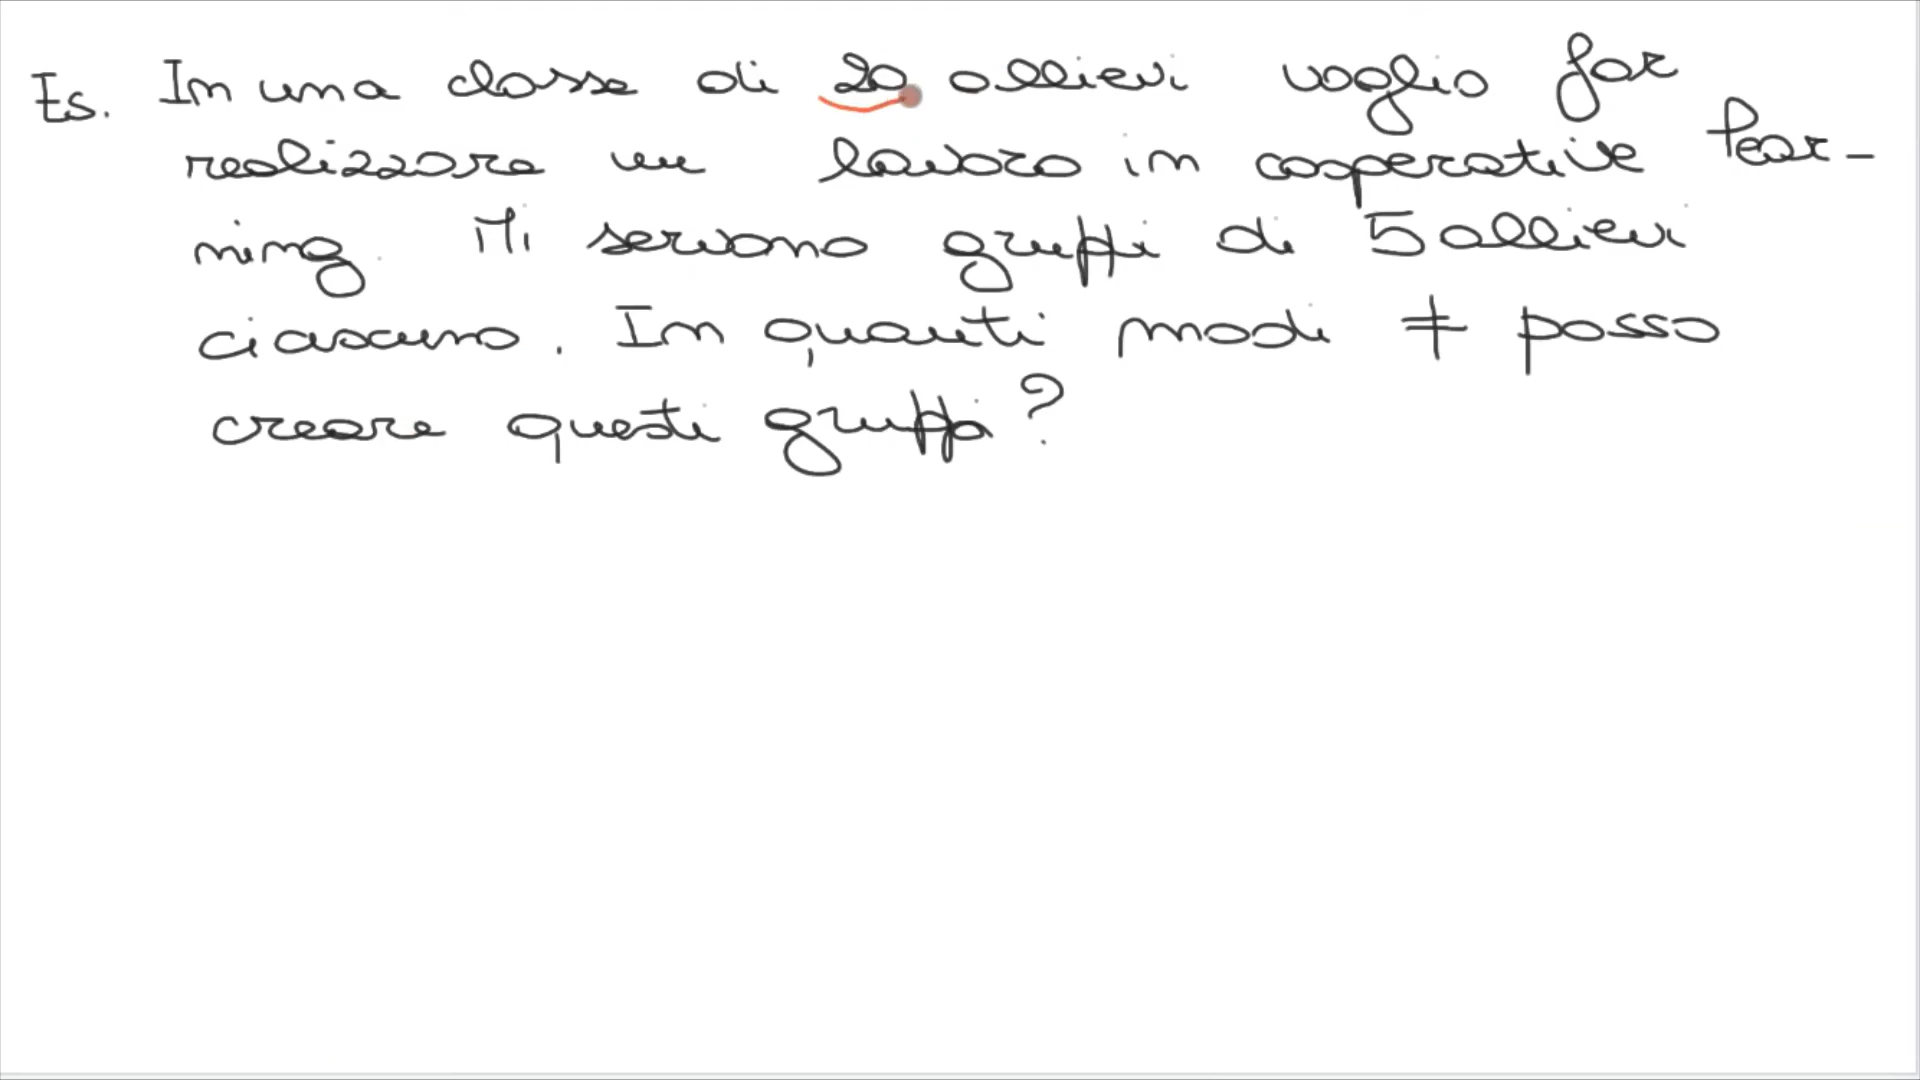 Es. In una classe di 20 allievi voglio far
realizzare un lavoro in cooperative lear-
ning. Mi servono gruppi di 5 allievi
ciascuno. In quanti modi ≠ posso
creare questi gruppi?